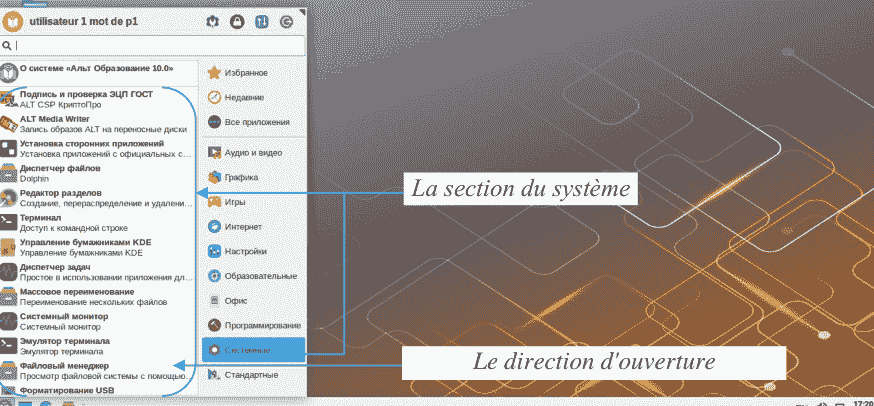 utilisateur 1 mot de p1
О системе «Альт Образование 10.0»
Подпись и проверка ЭЦП ГОСТ
ALT CSP КриптоПро
ALT Media Writer
Запись образов ALT на переносные диски
Установка сторонних приложений
Установка приложений с официальных с...
Диспетчер файлов
Dolphin
Редактор разделов
Создание, перераспределение и удалени...
Терминал
Доступ к командной строке
Управление бумажниками KDE
Управление бумажниками KDE
Диспетчер задач
Простое в использовании приложения дл...
Массовое переименование
Переименование нескольких файлов
Системный монитор
Системный монитор
Эмулятор терминала
Эмулятор терминала
Файловый менеджер
Просмотр файловой системы с помощью...
Форматирование USB
Избранное
Недавние
Все приложения
Аудио и видео
Графика
Игры
Интернет
Настройки
Образовательные
Офис
Программирование
Системные
Стандартные
La section du système
Le direction d'ouverture
17:20